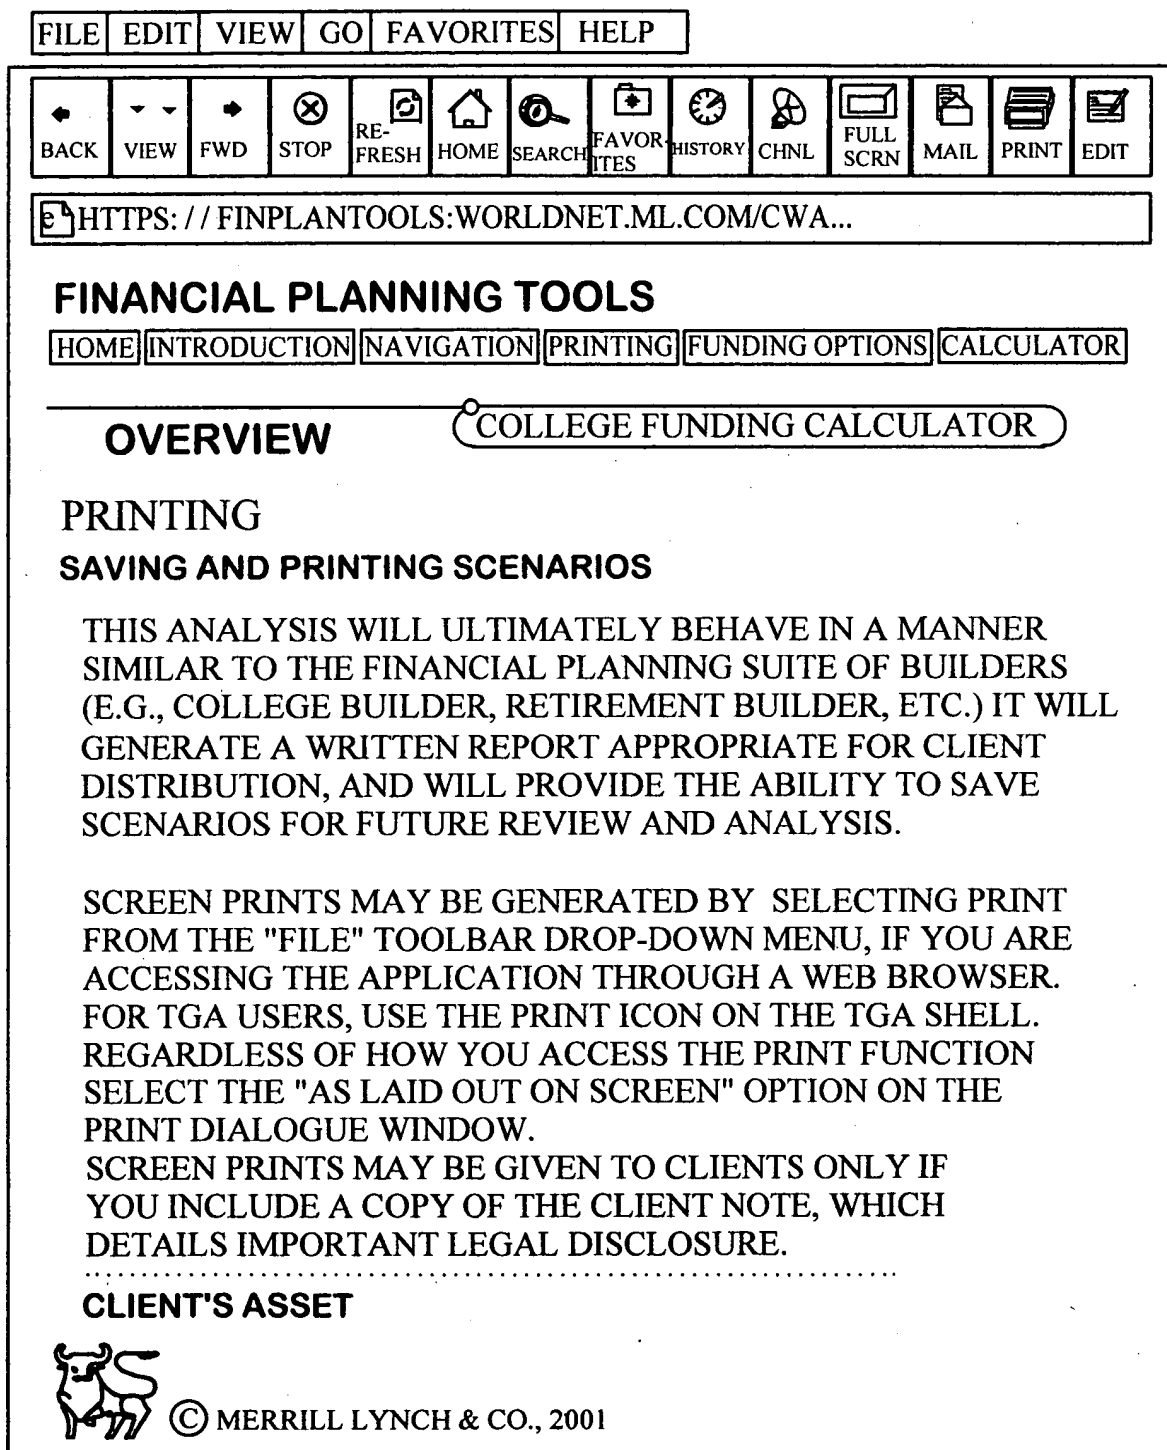 FILE EDIT VIEW GO FAVORITES HELP
BACK VIEW FWD STOP RE-FRESH HOME SEARCH FAVOR-ITES HISTORY CHNL FULL SCRN MAIL PRINT EDIT
HTTPS: / / FINPLANTOOLS:WORLDNET.ML.COM/CWA...
FINANCIAL PLANNING TOOLS
HOME INTRODUCTION NAVIGATION PRINTING FUNDING OPTIONS CALCULATOR
OVERVIEW COLLEGE FUNDING CALCULATOR
PRINTING
SAVING AND PRINTING SCENARIOS
THIS ANALYSIS WILL ULTIMATELY BEHAVE IN A MANNER
SIMILAR TO THE FINANCIAL PLANNING SUITE OF BUILDERS
(E.G., COLLEGE BUILDER, RETIREMENT BUILDER, ETC.) IT WILL
GENERATE A WRITTEN REPORT APPROPRIATE FOR CLIENT
DISTRIBUTION, AND WILL PROVIDE THE ABILITY TO SAVE
SCENARIOS FOR FUTURE REVIEW AND ANALYSIS.
SCREEN PRINTS MAY BE GENERATED BY SELECTING PRINT
FROM THE "FILE" TOOLBAR DROP-DOWN MENU, IF YOU ARE
ACCESSING THE APPLICATION THROUGH A WEB BROWSER.
FOR TGA USERS, USE THE PRINT ICON ON THE TGA SHELL.
REGARDLESS OF HOW YOU ACCESS THE PRINT FUNCTION
SELECT THE "AS LAID OUT ON SCREEN" OPTION ON THE
PRINT DIALOGUE WINDOW.
SCREEN PRINTS MAY BE GIVEN TO CLIENTS ONLY IF
YOU INCLUDE A COPY OF THE CLIENT NOTE, WHICH
DETAILS IMPORTANT LEGAL DISCLOSURE.
CLIENT'S ASSET
© MERRILL LYNCH & CO., 2001